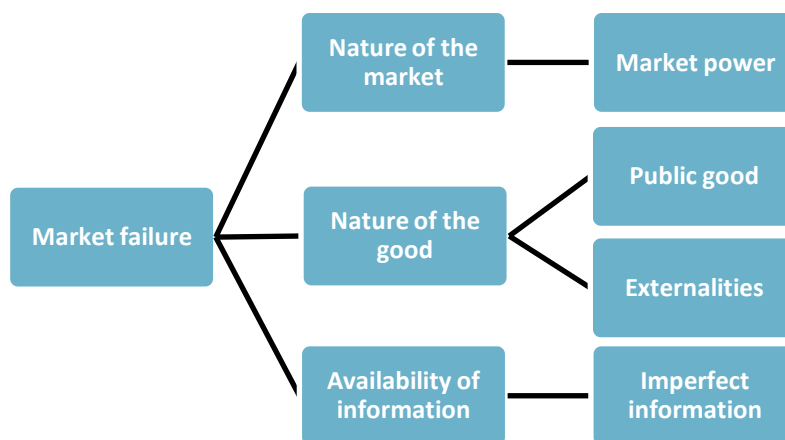 Nature of the
market
Market power
Public good
Market failure
Nature of the
good
Externalities
Availability of
information
Imperfect
information